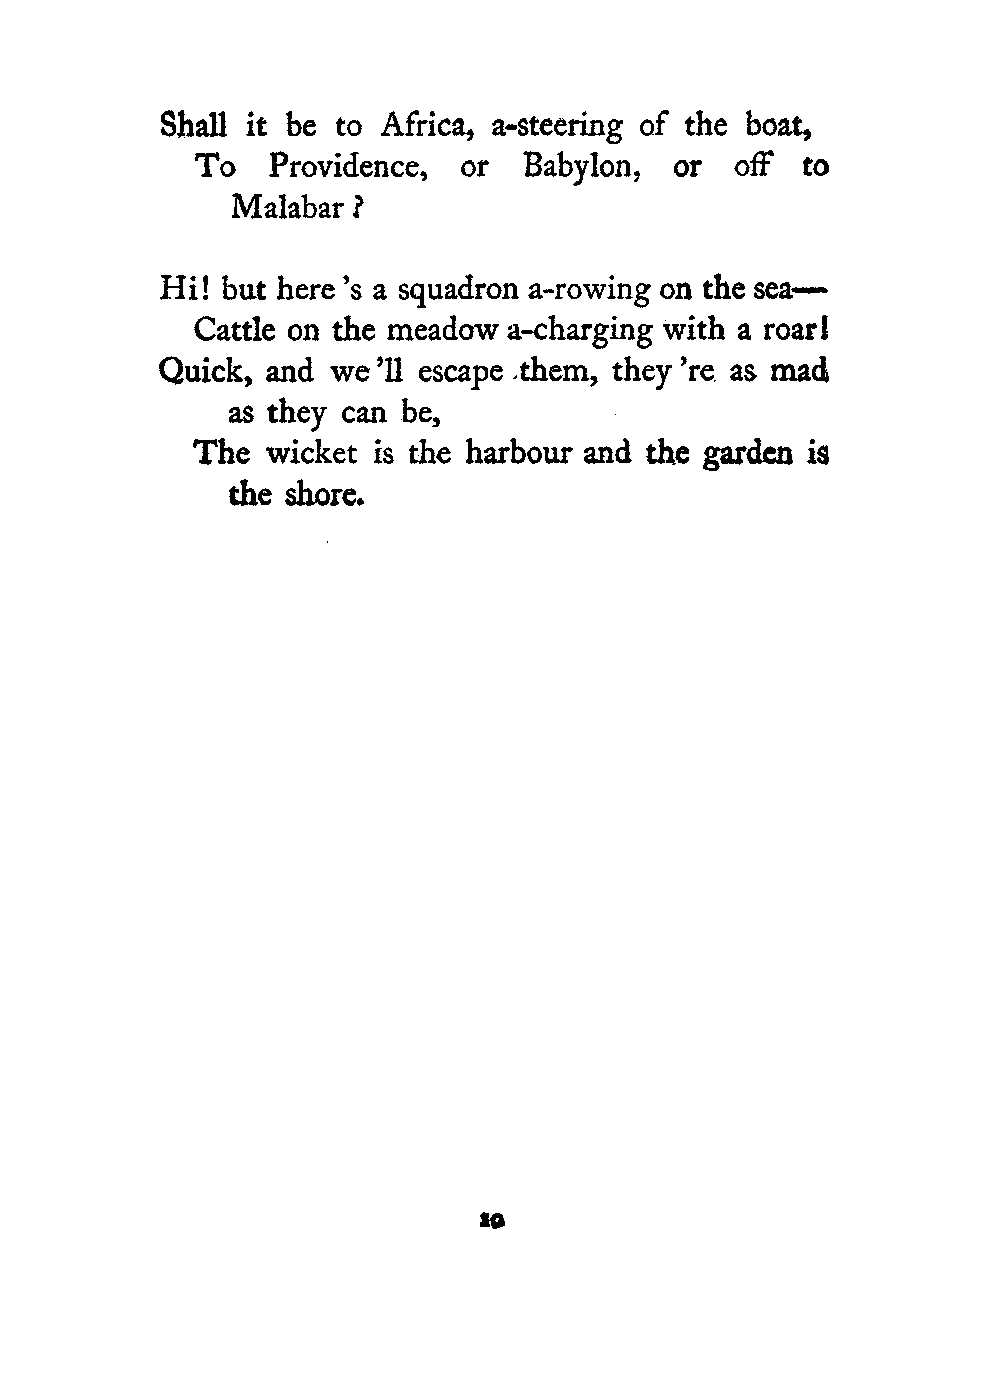 Shall it be to Africa, a-steering of the boat,
To Providence, or Babylon, or off to
Malabar?
Hi! but here's a squadron a-rowing on the sea—
Cattle on the meadow a-charging with a roar!
Quick, and we'll escape them, they're as mad
as they can be,
The wicket is the harbour and the garden is
the shore.
10